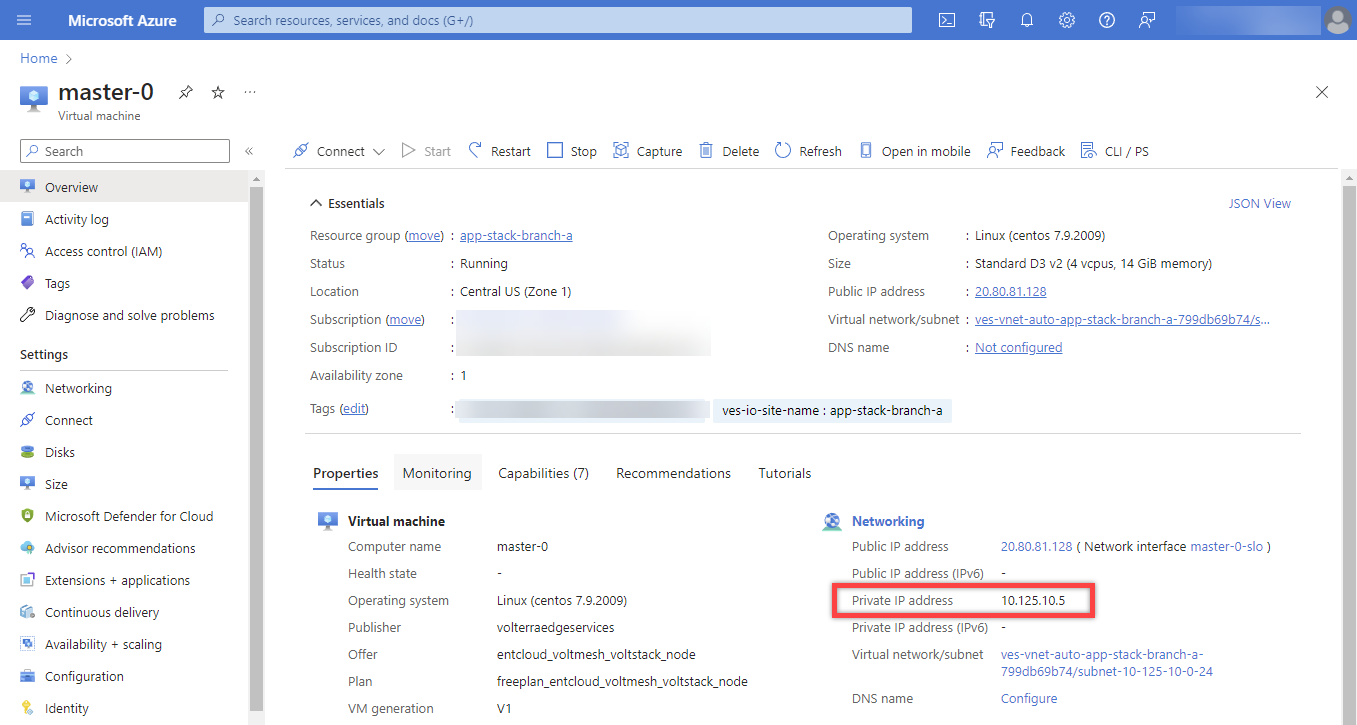 Microsoft Azure
Search resources, services, and docs (G+/)
Home
master-0
Virtual machine
Search
Overview
Activity log
Access control (IAM)
Tags
Diagnose and solve problems
Settings
Networking
Connect
Disks
Size
Microsoft Defender for Cloud
Advisor recommendations
Extensions + applications
Continuous delivery
Availability + scaling
Configuration
Identity
Connect Start Restart Stop Capture Delete Refresh Open in mobile Feedback CLI / PS
Essentials
JSON View
Resource group (move) : app-stack-branch-a
Status : Running
Location : Central US (Zone 1)
Subscription (move) :
Subscription ID :
Availability zone : 1
Operating system : Linux (centos 7.9.2009)
Size : Standard D3 v2 (4 vcpus, 14 GiB memory)
Public IP address : 20.80.81.128
Virtual network/subnet : ves-vnet-auto-app-stack-branch-a-799db69b74/s...
DNS name : Not configured
Tags (edit) : ves-io-site-name : app-stack-branch-a
Properties Monitoring Capabilities (7) Recommendations Tutorials
Virtual machine
Computer name master-0
Health state -
Operating system Linux (centos 7.9.2009)
Publisher volterraedgeservices
Offer entcloud_voltmesh_voltstack_node
Plan freeplan_entcloud_voltmesh_voltstack_node
VM generation V1
Networking
Public IP address 20.80.81.128 ( Network interface master-0-slo )
Public IP address (IPv6) -
Private IP address 10.125.10.5
Private IP address (IPv6) -
Virtual network/subnet ves-vnet-auto-app-stack-branch-a-
799db69b74/subnet-10-125-10-0-24
DNS name Configure